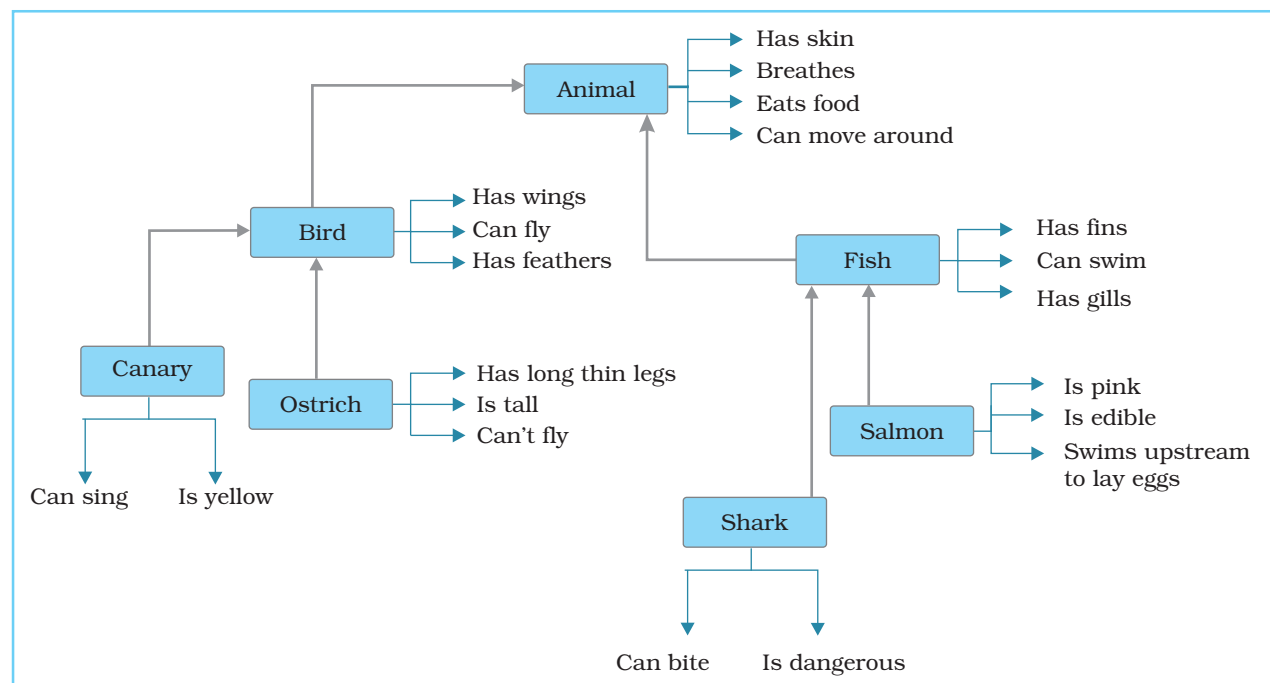 Has skin
Animal
Breathes
Eats food
Can move around
Bird
Has wings
Can fly
Has feathers
Fish
Has fins
Can swim
Has gills
Canary
Can sing
Is yellow
Ostrich
Has long thin legs
Is tall
Can't fly
Salmon
Is pink
Is edible
Swims upstream
to lay eggs
Shark
Can bite
Is dangerous